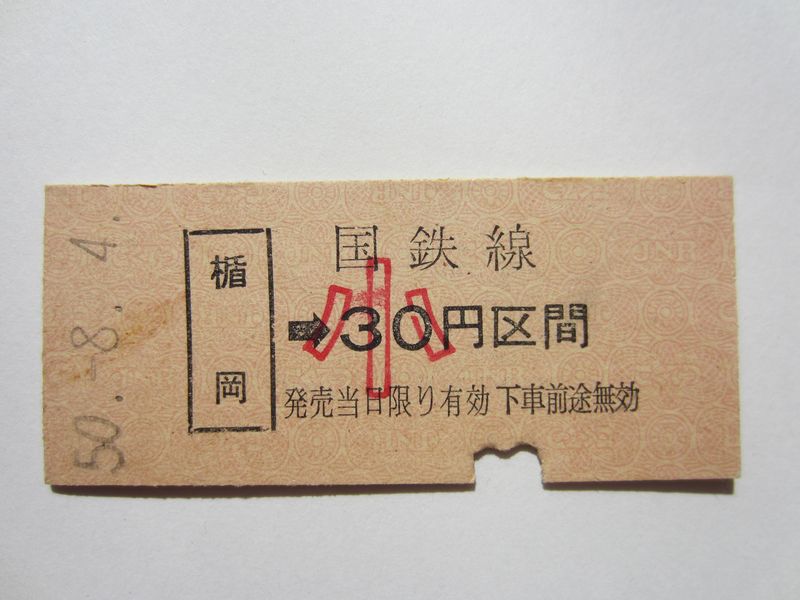 50.-8.4.
楯岡
国鉄線
小
➡30円区間
発売当日限り有効 下車前途無効